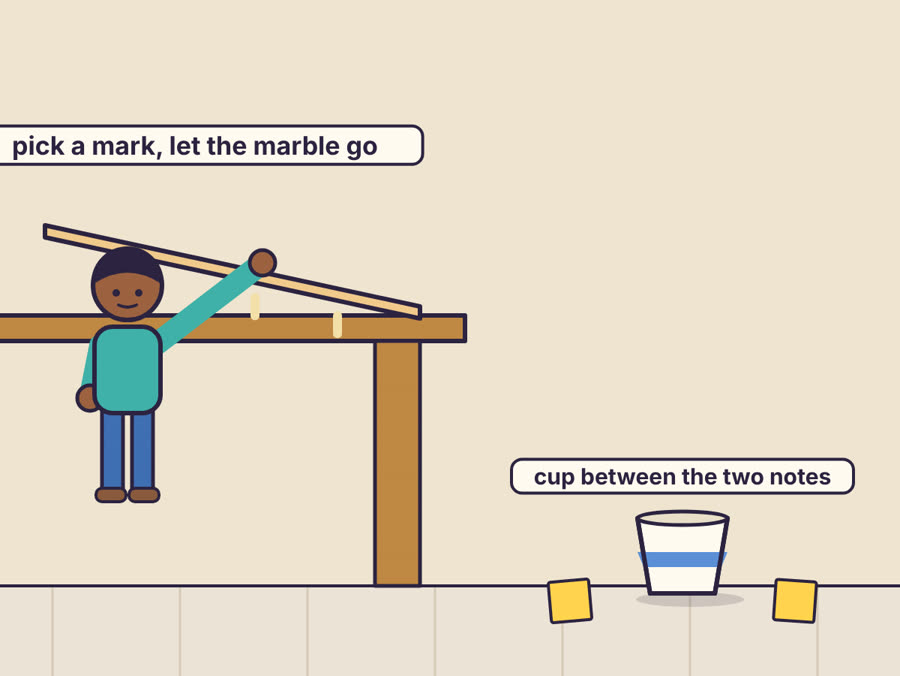 pick a mark, let the marble go
cup between the two notes